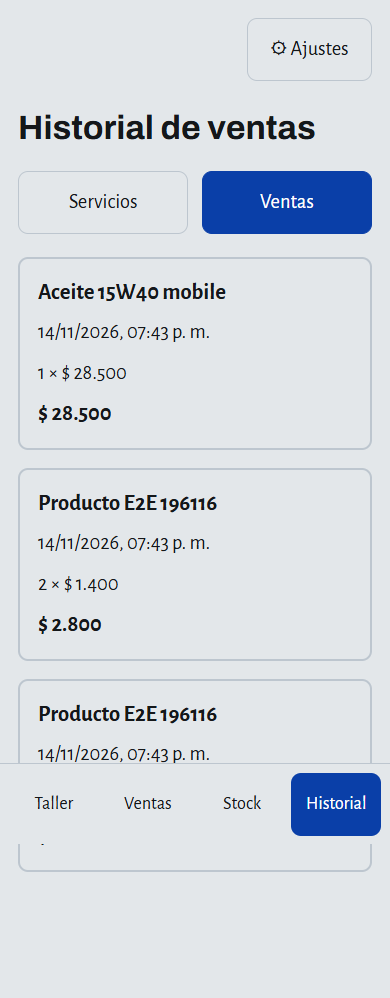 ⚙ Ajustes
Historial de ventas
Servicios
Ventas
Aceite 15W40 mobile
14/11/2026, 07:43 p. m.
1 × $ 28.500
$ 28.500
Producto E2E 196116
14/11/2026, 07:43 p. m.
2 × $ 1.400
$ 2.800
Producto E2E 196116
14/11/2026, 07:43 p. m.
Taller
Ventas
Stock
Historial